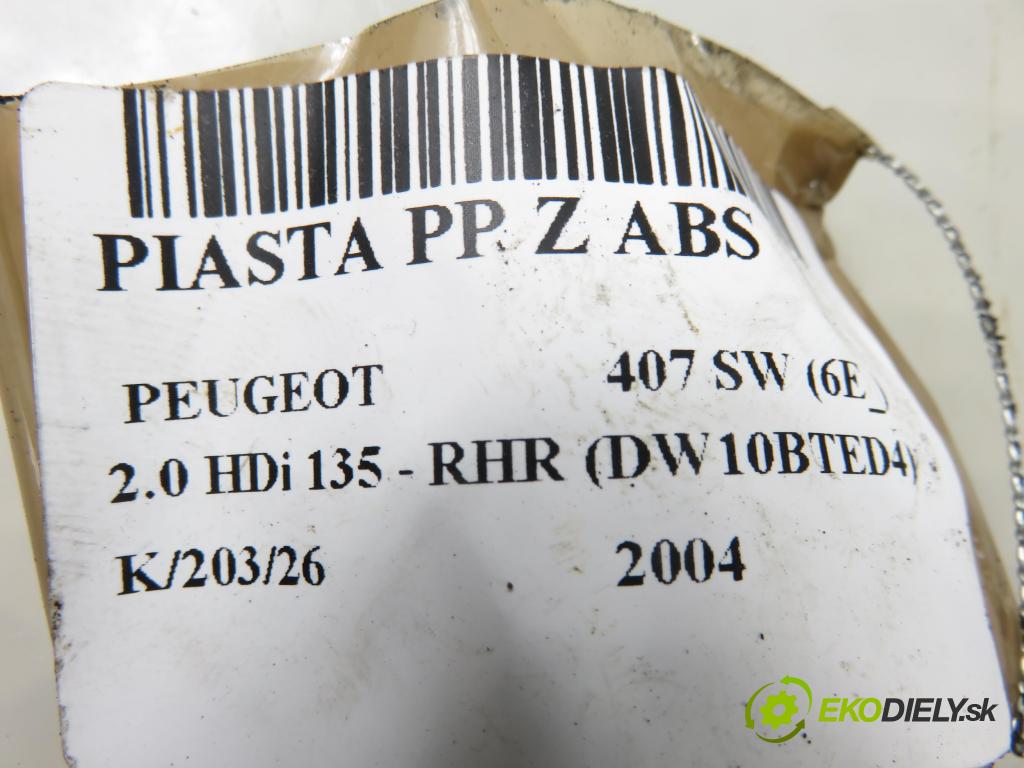 PIASTA PP. Z ABS
PEUGEOT 407 SW (6E_)
2.0 HDi 135 - RHR (DW10BTED4)
K/203/26 2004
EKODIELY.sk